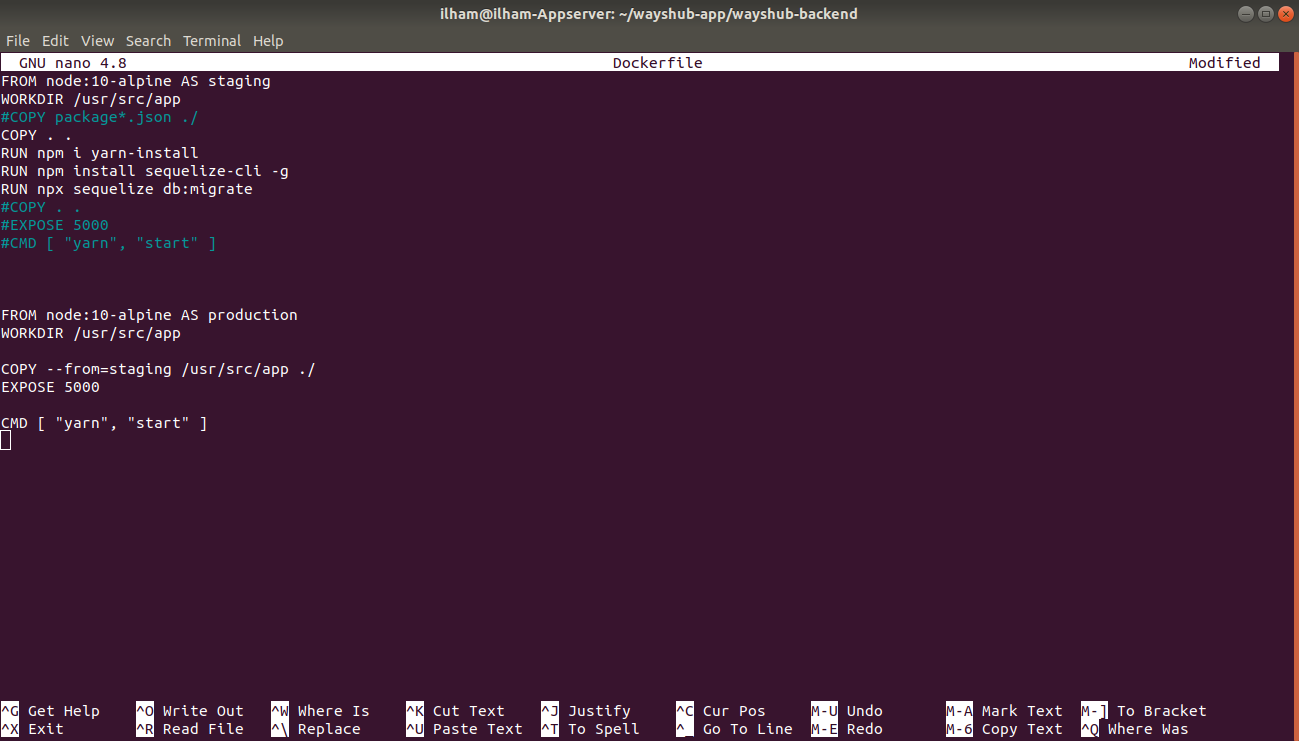 ilham@ilham-Appserver: ~/wayshub-app/wayshub-backend
File Edit View Search Terminal Help
GNU nano 4.8 Dockerfile Modified
FROM node:10-alpine AS staging
WORKDIR /usr/src/app
#COPY package*.json ./
COPY . .
RUN npm i yarn-install
RUN npm install sequelize-cli -g
RUN npx sequelize db:migrate
#COPY . .
#EXPOSE 5000
#CMD [ "yarn", "start" ]
FROM node:10-alpine AS production
WORKDIR /usr/src/app
COPY --from=staging /usr/src/app ./
EXPOSE 5000
CMD [ "yarn", "start" ]
^G Get Help ^O Write Out ^W Where Is ^K Cut Text ^J Justify ^C Cur Pos M-U Undo M-A Mark Text M-] To Bracket
^X Exit ^R Read File ^\ Replace ^U Paste Text ^T To Spell ^_ Go To Line M-E Redo M-6 Copy Text ^Q Where Was